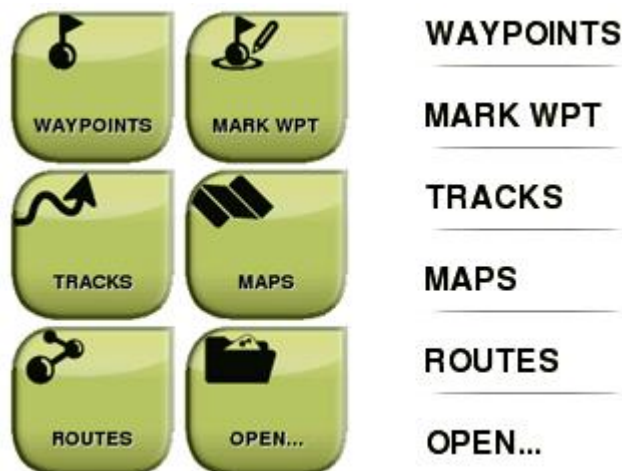 WAYPOINTS
MARK WPT
TRACKS
MAPS
ROUTES
OPEN...
WAYPOINTS
MARK WPT
TRACKS
MAPS
ROUTES
OPEN...